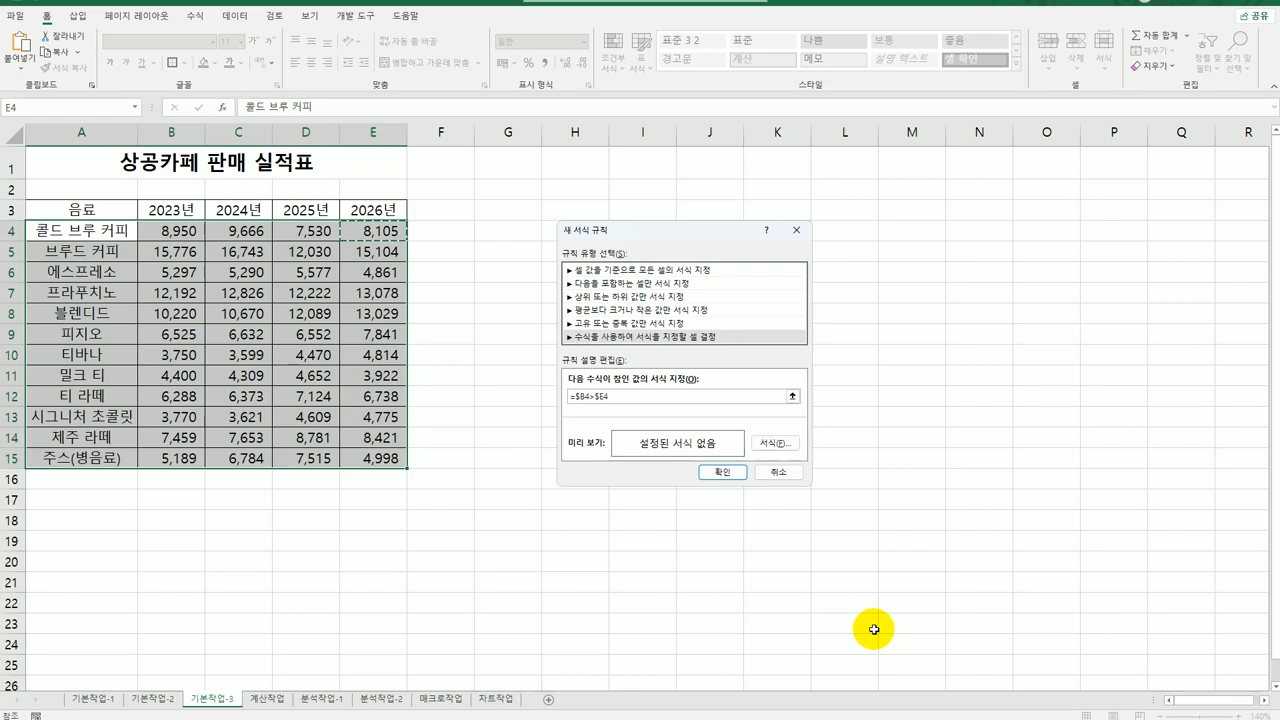 파일 홈 삽입 페이지 레이아웃 수식 데이터 검토 보기 개발 도구 도움말 공유
잘라내기
복사
서식 복사
붙여넣기
11
자동 줄 바꿈
병합하고 가운데 맞춤
일반
조건부 서식
표 서식
표준 3 2 표준 나쁨 보통 좋음
경고문 계산 메모 설명 텍스트 셀 확인
삽입 삭제 서식
자동 합계
채우기
지우기
정렬 및 필터
찾기 및 선택
클립보드 글꼴 맞춤 표시 형식 스타일 셀 편집
E4 fx 콜드 브루 커피
A B C D E F G H I J K L M N O P Q R
1 상공카페 판매 실적표
2
3 음료 2023년 2024년 2025년 2026년
4 콜드 브루 커피 8,950 9,666 7,530 8,105
5 브루드 커피 15,776 16,743 12,030 15,104
6 에스프레소 5,297 5,290 5,577 4,861
7 프라푸치노 12,192 12,826 12,222 13,078
8 블렌디드 10,220 10,670 12,089 13,029
9 피지오 6,525 6,632 6,552 7,841
10 티바나 3,750 3,599 4,470 4,814
11 밀크 티 4,400 4,309 4,652 3,922
12 티 라떼 6,288 6,373 7,124 6,738
13 시그니처 초콜릿 3,770 3,621 4,609 4,775
14 제주 라떼 7,459 7,653 8,781 8,421
15 주스(병음료) 5,189 6,784 7,515 4,998
16
17
18
19
20
21
22
23
24
25
26
새 서식 규칙 ?
규칙 유형 선택(S):
► 셀 값을 기준으로 모든 셀의 서식 지정
► 다음을 포함하는 셀만 서식 지정
► 상위 또는 하위 값만 서식 지정
► 평균보다 크거나 작은 값만 서식 지정
► 고유 또는 중복 값만 서식 지정
► 수식을 사용하여 서식을 지정할 셀 결정
규칙 설명 편집(E):
다음 수식이 참인 값의 서식 지정(O):
=$B4>$E4
미리 보기: 설정된 서식 없음 서식(F)...
확인 취소
기본작업-1 기본작업-2 기본작업-3 계산작업 분석작업-1 분석작업-2 매크로작업 차트작업
참조 140%